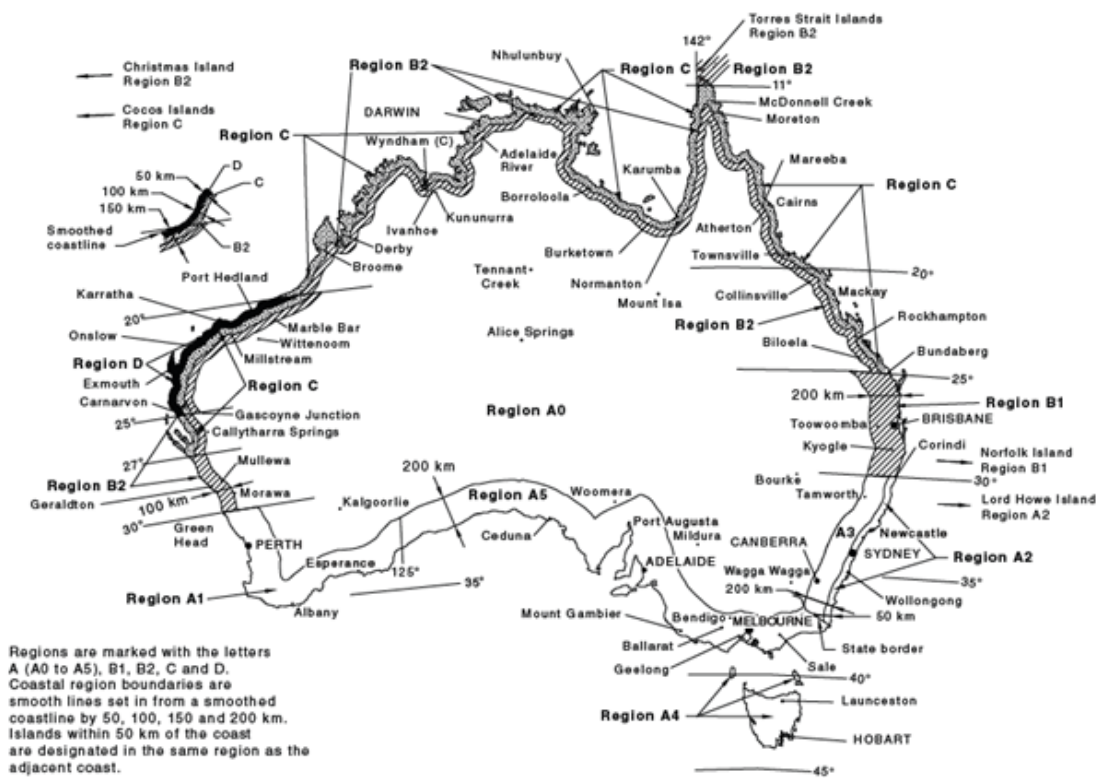 Torres Strait Islands
Region B2
142°
Nhulunbuy
Christmas Island
Region B2
Region B2
Region C
Region B2
11°
Cocos Islands
Region C
DARWIN
McDonnell Creek
Moreton
Region C
Wyndham (C)
D
50 km
C
100 km
150 km
Adelaide
River
Karumba
Mareeba
Borroloola
Region C
Smoothed
coastline
B2
Kununurra
Cairns
Ivanhoe
Atherton
Derby
Burketown
Townsville
Broome
Port Hedland
Tennant
Creek
Normanton
20°
Karratha
Mount Isa
Collinsville
Mackay
20°
Marble Bar
Alice Springs
Region B2
Rockhampton
Onslow
Wittenoom
Biloela
Millstream
Region D
Bundaberg
Exmouth
Region C
25°
Carnarvon
200 km
Region B1
25°
Gascoyne Junction
Region A0
Toowoomba
BRISBANE
Callytharra Springs
Kyogle
Corindi
27°
Mullewa
Norfolk Island
Region B1
Region B2
200 km
Bourke
30°
Geraldton
100 km
Morawa
Kalgoorlie
Region A5
Woomera
Tamworth
Lord Howe Island
Region A2
30°
Green
Head
Ceduna
Port Augusta
Mildura
A3
Newcastle
PERTH
CANBERRA
SYDNEY
Esperance
ADELAIDE
Region A2
125°
35°
Wagga Wagga
35°
200 km
Region A1
Wollongong
Albany
Mount Gambier
Bendigo
MELBOURNE
50 km
Ballarat
State border
Geelong
Sale
40°
Launceston
Region A4
HOBART
45°
Regions are marked with the letters
A (A0 to A5), B1, B2, C and D.
Coastal region boundaries are
smooth lines set in from a smoothed
coastline by 50, 100, 150 and 200 km.
Islands within 50 km of the coast
are designated in the same region as the
adjacent coast.